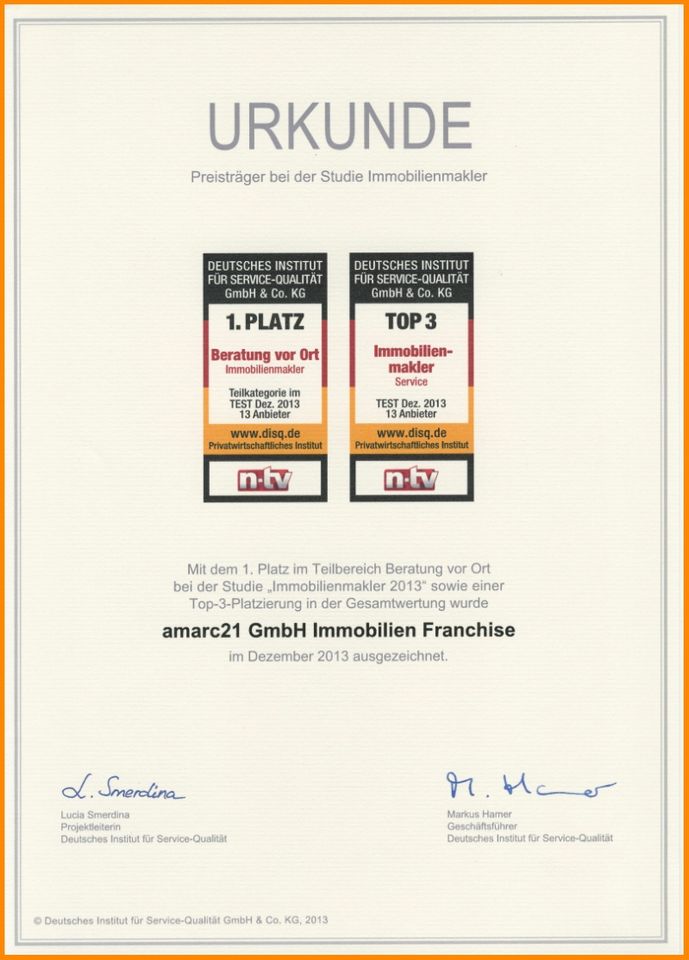 URKUNDE
Preisträger bei der Studie Immobilienmakler
DEUTSCHES INSTITUT
FÜR SERVICE-QUALITÄT
GmbH & Co. KG
1. PLATZ
Beratung vor Ort
Immobilienmakler
Teilkategorie im
TEST Dez. 2013
13 Anbieter
www.disq.de
Privatwirtschaftliches Institut
n-tv
DEUTSCHES INSTITUT
FÜR SERVICE-QUALITÄT
GmbH & Co. KG
TOP 3
Immobilien-
makler
Service
TEST Dez. 2013
13 Anbieter
www.disq.de
Privatwirtschaftliches Institut
n-tv
Mit dem 1. Platz im Teilbereich Beratung vor Ort
bei der Studie „Immobilienmakler 2013“ sowie einer
Top-3-Platzierung in der Gesamtwertung wurde
amarc21 GmbH Immobilien Franchise
im Dezember 2013 ausgezeichnet.
L. Smerdina
Lucia Smerdina
Projektleiterin
Deutsches Institut für Service-Qualität
M. Hamer
Markus Hamer
Geschäftsführer
Deutsches Institut für Service-Qualität
© Deutsches Institut für Service-Qualität GmbH & Co. KG, 2013